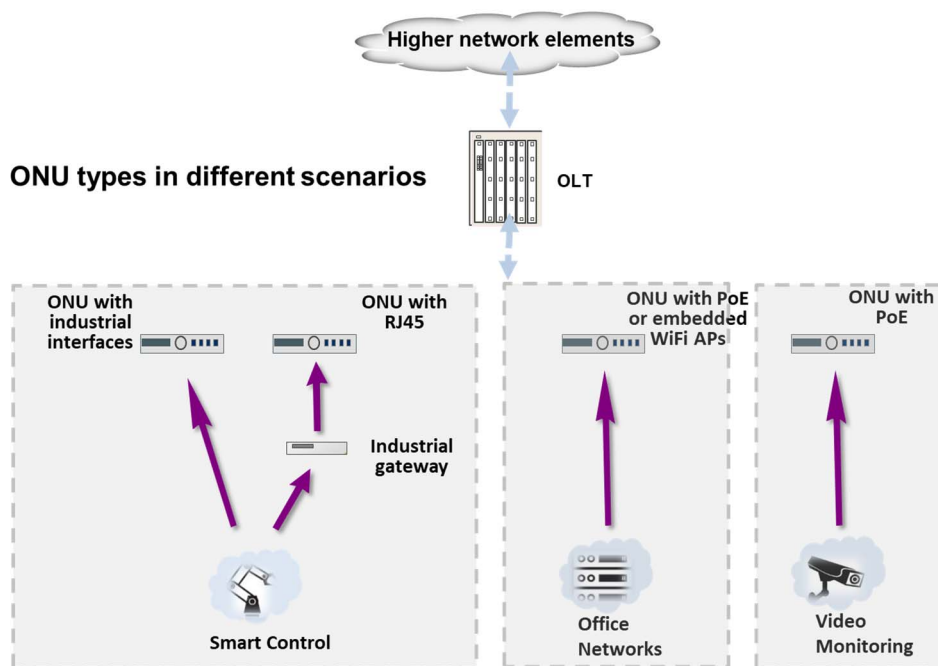 Higher network elements
ONU types in different scenarios
OLT
ONU with
industrial
interfaces
ONU with
RJ45
ONU with PoE
or embedded
WiFi APs
ONU with
PoE
Industrial
gateway
Smart Control
Office
Networks
Video
Monitoring